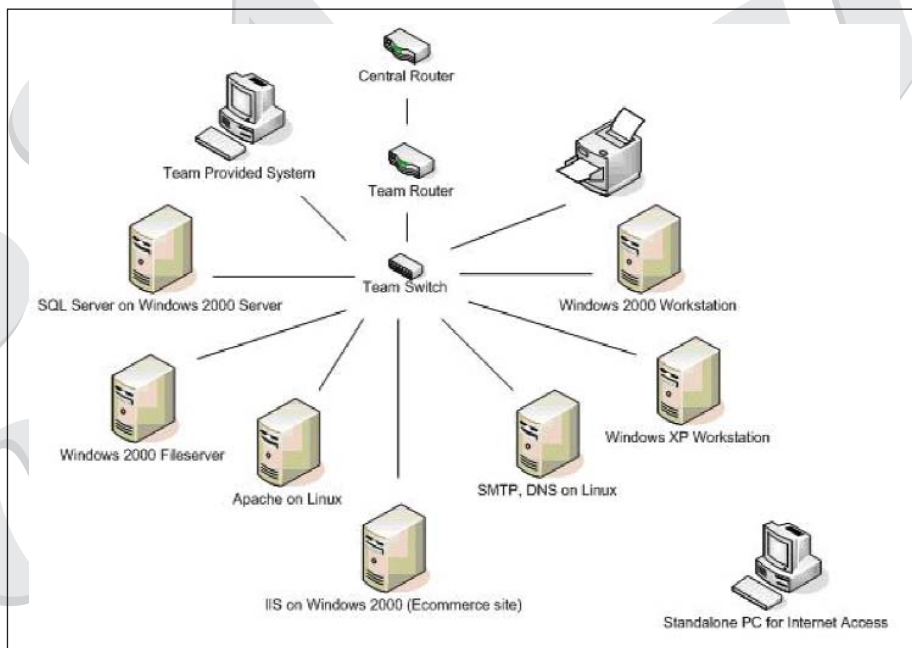 Central Router
Team Provided System
Team Router
Team Switch
SQL Server on Windows 2000 Server
Windows 2000 Workstation
Windows 2000 Fileserver
Windows XP Workstation
Apache on Linux
SMTP, DNS on Linux
IIS on Windows 2000 (Ecommerce site)
Standalone PC for Internet Access